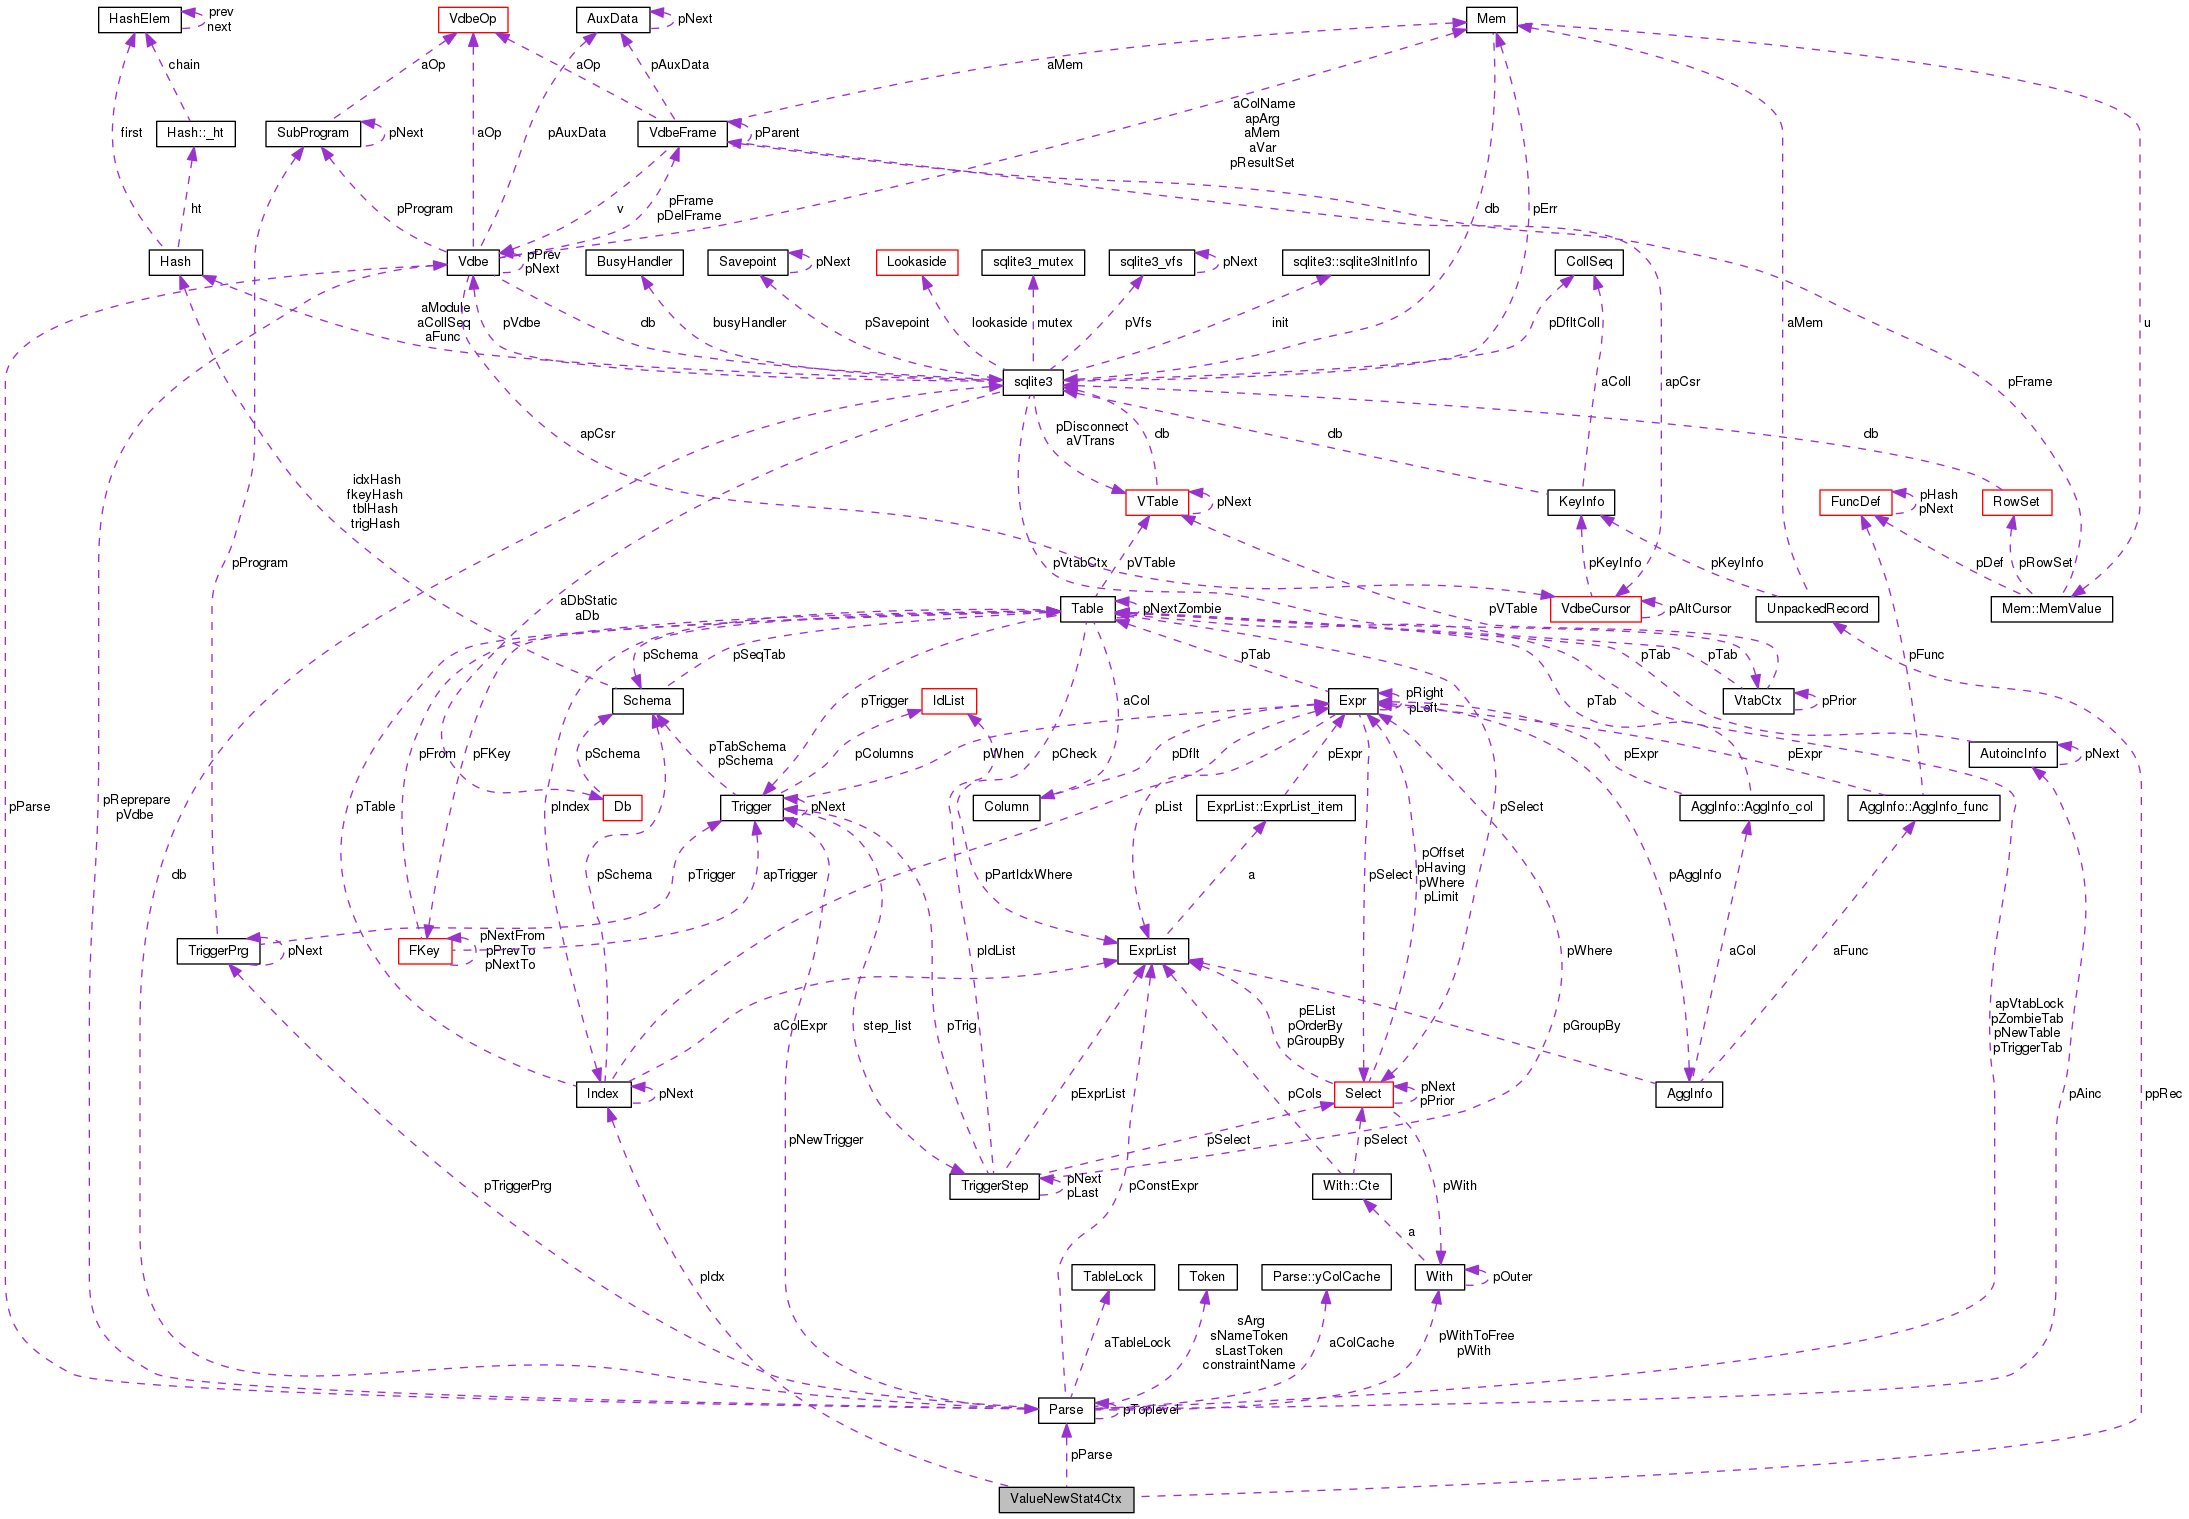 HashElem
prev
next
VdbeOp
AuxData
pNext
Mem
chain
aOp
aOp
pAuxData
aMem
first
Hash::_ht
SubProgram
pNext
aOp
pAuxData
VdbeFrame
pParent
aColName
apArg
aMem
aVar
pResultSet
ht
pProgram
pFrame
pDelFrame
v
db
pErr
u
Hash
Vdbe
pPrev
pNext
BusyHandler
Savepoint
pNext
Lookaside
sqlite3_mutex
sqlite3_vfs
pNext
sqlite3::sqlite3InitInfo
CollSeq
aModule
aCollSeq
aFunc
pVdbe
db
busyHandler
pSavepoint
lookaside
mutex
pVfs
init
pDfltColl
aMem
sqlite3
aColl
apCsr
pFrame
apCsr
pDisconnect
aVTrans
db
db
db
idxHash
fkeyHash
tblHash
trigHash
VTable
pNext
KeyInfo
FuncDef
pHash
pNext
RowSet
pProgram
pVtabCtx
pVTable
pKeyInfo
pKeyInfo
pDef
pRowSet
aDbStatic
aDb
Table
pNextZombie
pVTable
VdbeCursor
pAltCursor
UnpackedRecord
Mem::MemValue
pSchema
pSeqTab
pTab
pTab
pTab
pFunc
Schema
pTrigger
IdList
aCol
Expr
pRight
pLeft
pTab
VtabCtx
pPrior
pFrom
pFKey
pSchema
pTabSchema
pSchema
pColumns
pWhen
pCheck
pDflt
pExpr
pExpr
pExpr
AutoincInfo
pNext
pParse
pReprepare
pVdbe
pTable
pIndex
Db
Trigger
pNext
Column
pList
ExprList::ExprList_item
pSelect
AggInfo::AggInfo_col
AggInfo::AggInfo_func
db
pSchema
pTrigger
apTrigger
pPartIdxWhere
a
pSelect
pOffset
pHaving
pWhere
pLimit
pAggInfo
TriggerPrg
pNext
FKey
pNextFrom
pPrevTo
pNextTo
pIdList
ExprList
pWhere
aCol
aFunc
aColExpr
step_list
pTrig
pEList
pOrderBy
pGroupBy
pGroupBy
apVtabLock
pZombieTab
pNewTable
pTriggerTab
Index
pNext
pExprList
pCols
Select
pNext
pPrior
AggInfo
pAinc
ppRec
pNewTrigger
pSelect
pSelect
pTriggerPrg
TriggerStep
pNext
pLast
pConstExpr
With::Cte
pWith
a
pIdx
TableLock
Token
Parse::yColCache
With
pOuter
aTableLock
sArg
sNameToken
sLastToken
constraintName
aColCache
pWithToFree
pWith
Parse
pToplevel
pParse
ValueNewStat4Ctx